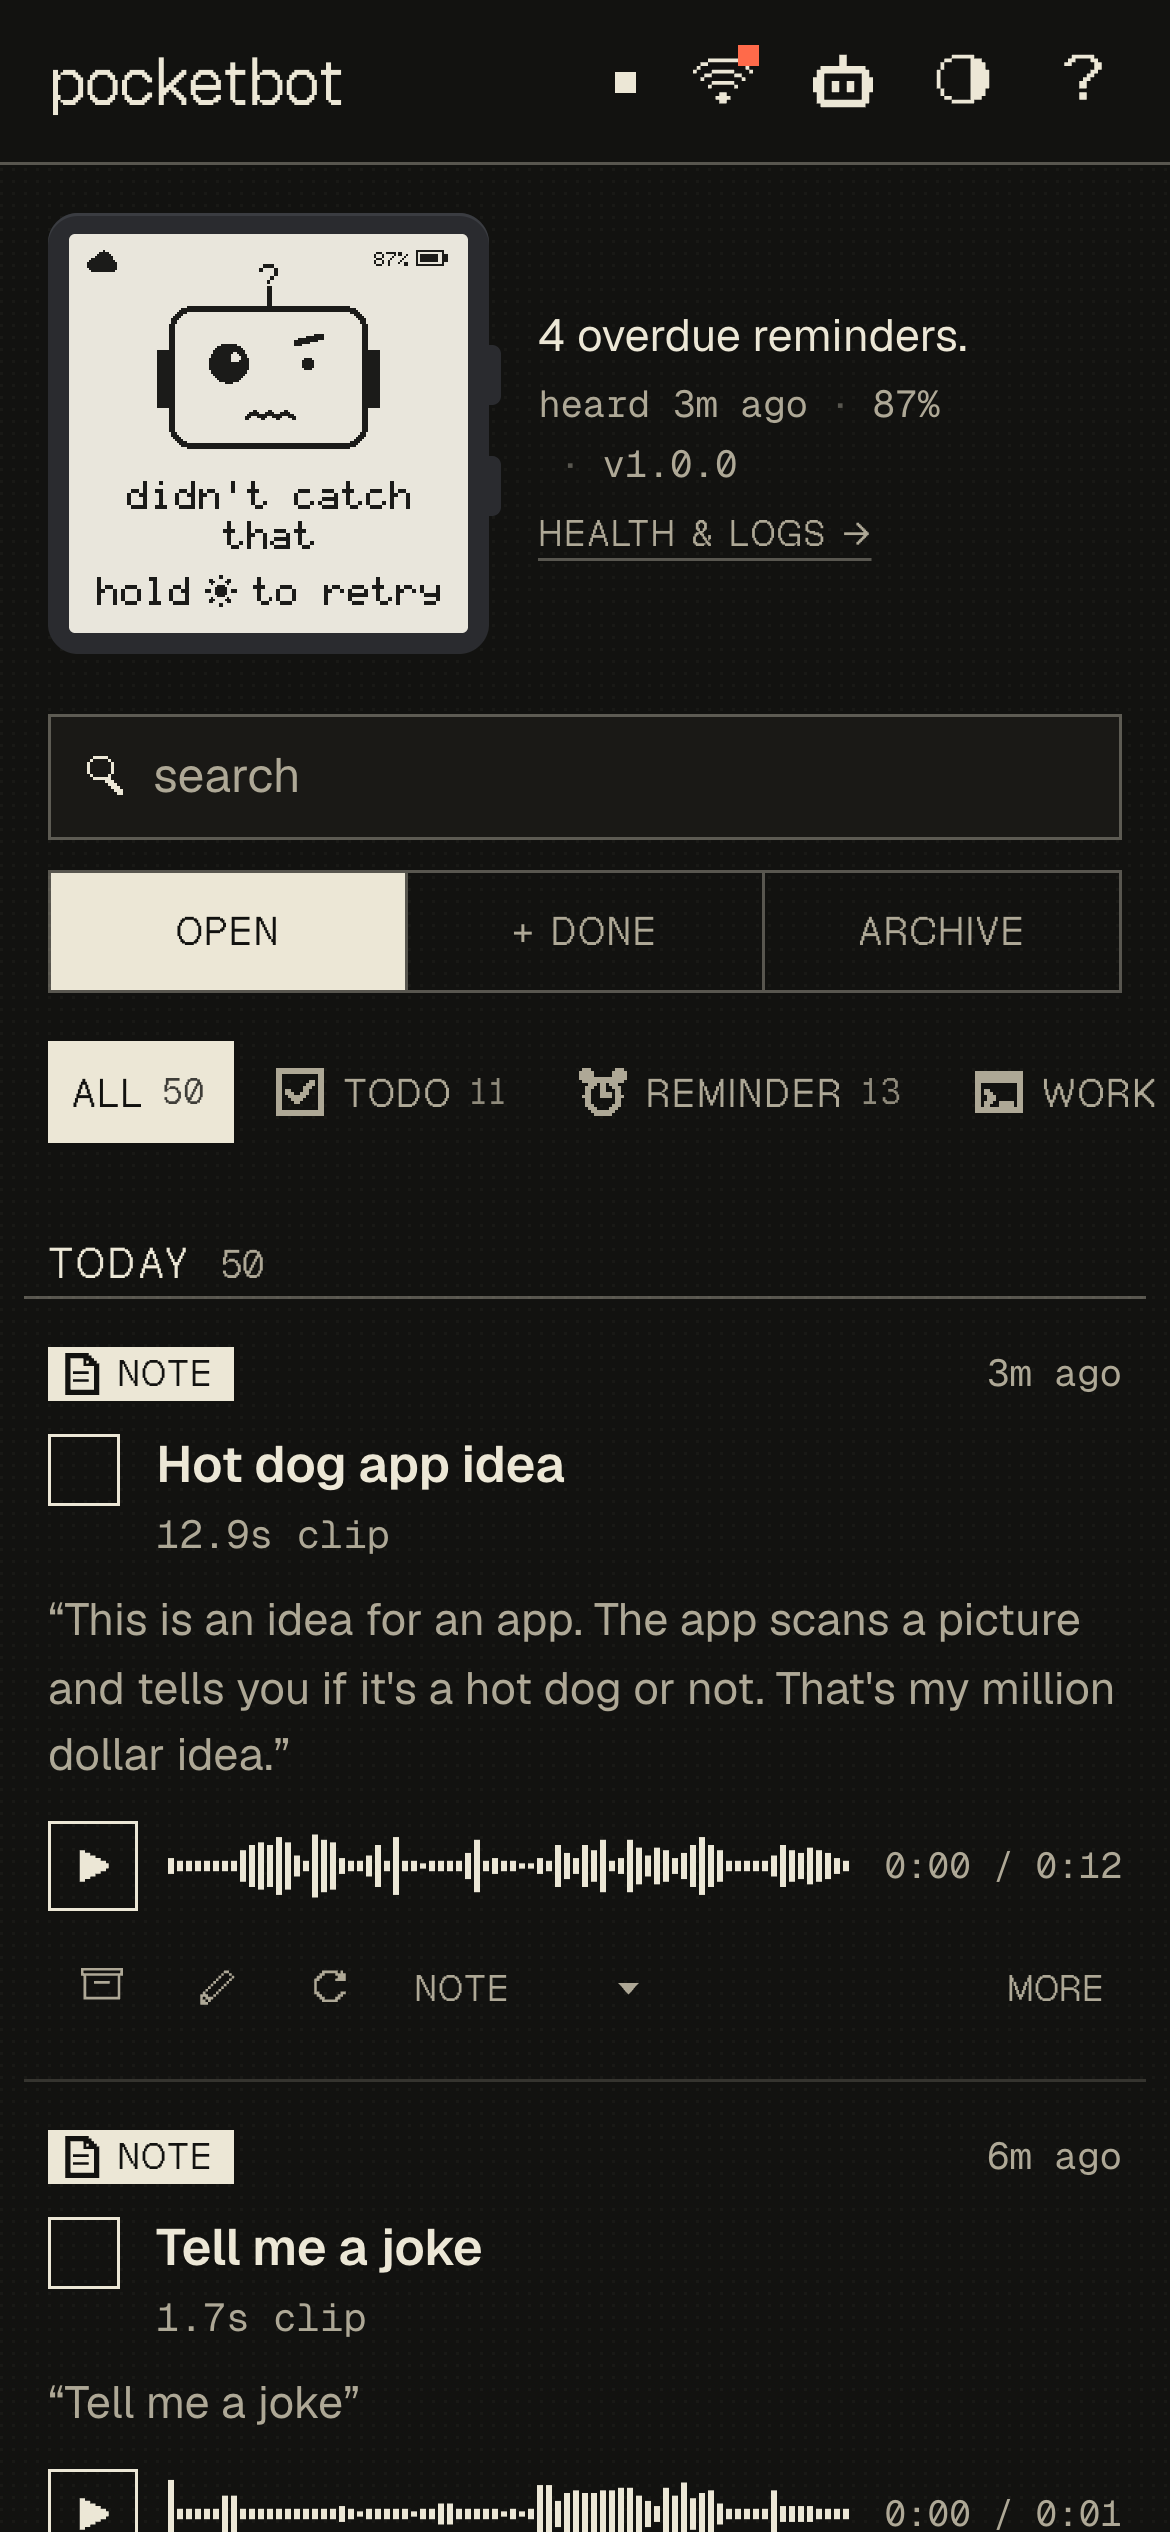 pocketbot
?
87%
?
didn't catch
that
hold to retry
4 overdue reminders.
heard 3m ago · 87%
· v1.0.0
HEALTH & LOGS →
search
OPEN
+ DONE
ARCHIVE
ALL 50
TODO 11
REMINDER 13
WORK
TODAY 50
NOTE
3m ago
Hot dog app idea
12.9s clip
“This is an idea for an app. The app scans a picture
and tells you if it's a hot dog or not. That's my million
dollar idea.”
0:00 / 0:12
NOTE
MORE
NOTE
6m ago
Tell me a joke
1.7s clip
“Tell me a joke”
0:00 / 0:01